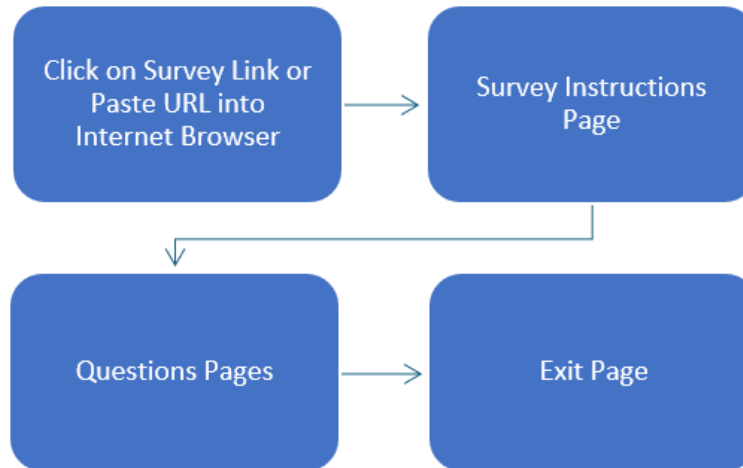 Click on Survey Link or
Paste URL into
Internet Browser
Survey Instructions
Page
Questions Pages
Exit Page